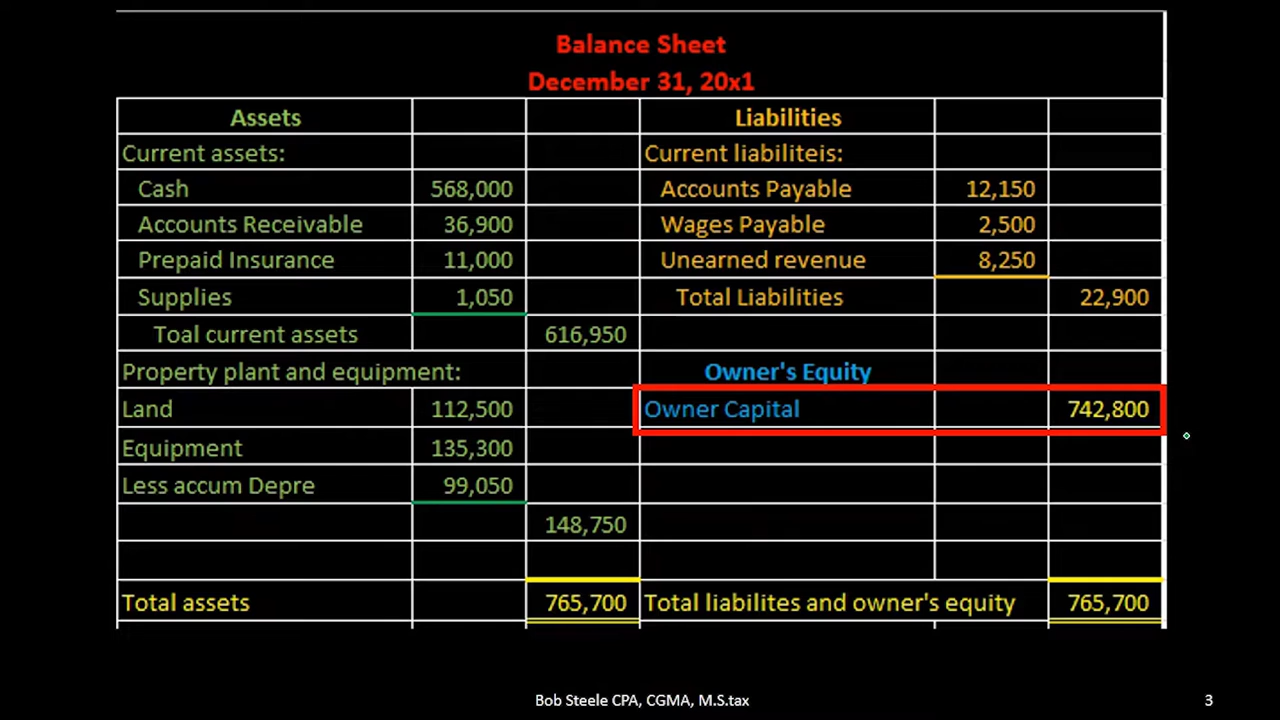 Balance Sheet
December 31, 20x1
Assets Liabilities
Current assets: Current liabiliteis:
Cash 568,000 Accounts Payable 12,150
Accounts Receivable 36,900 Wages Payable 2,500
Prepaid Insurance 11,000 Unearned revenue 8,250
Supplies 1,050 Total Liabilities 22,900
Toal current assets 616,950
Property plant and equipment: Owner's Equity
Land 112,500 Owner Capital 742,800
Equipment 135,300
Less accum Depre 99,050
148,750
Total assets 765,700 Total liabilites and owner's equity 765,700
Bob Steele CPA, CGMA, M.S.tax 3